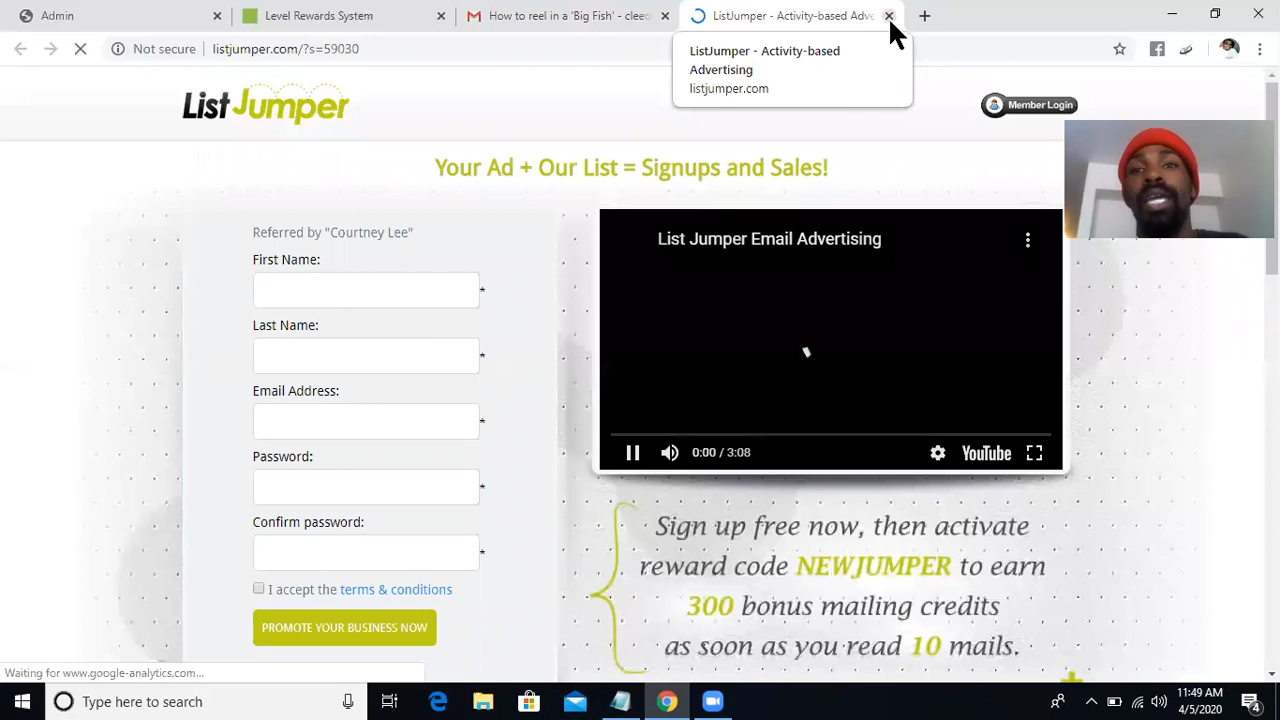 Admin
Level Rewards System
How to reel in a 'Big Fish' - cleed
ListJumper - Activity-based Adve
Not secure
listjumper.com/?s=59030
ListJumper - Activity-based
Advertising
listjumper.com
List Jumper
Member Login
Your Ad + Our List = Signups and Sales!
Referred by "Courtney Lee"
First Name:
*
Last Name:
*
Email Address:
*
Password:
*
Confirm password:
*
I accept the terms & conditions
PROMOTE YOUR BUSINESS NOW
List Jumper Email Advertising
0:00 / 3:08
YouTube
Sign up free now, then activate
reward code NEWJUMPER to earn
300 bonus mailing credits
as soon as you read 10 mails.
Waiting for www.google-analytics.com...
Type here to search
11:49 AM
4/5/2020
4